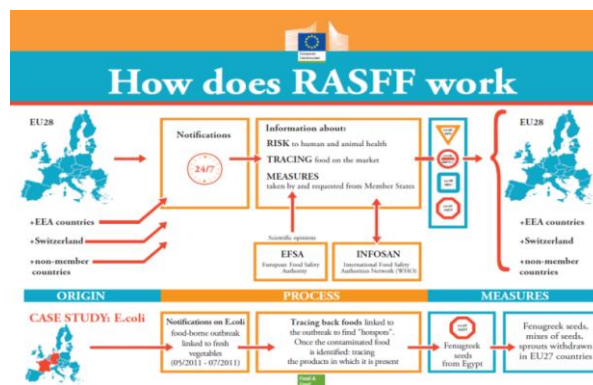 How does RASFF work
EU28
+EEA countries
+Switzerland
+non-member
countries
Notifications
24/7
Information about:
RISK to human and animal health
TRACING food on the market
MEASURES
taken by and requested from Member States
Scientific opinions
EFSA
European Food Safety
Authority
INFOSAN
International Food Safety
Authorities Network (WHO)
EU28
+EEA countries
+Switzerland
+non-member
countries
ORIGIN
PROCESS
MEASURES
CASE STUDY: E.coli
Notifications on E.coli
food-borne outbreak
linked to fresh
vegetables
(05/2011 - 07/2011)
Tracing back foods linked to
the outbreak to find "hotspots".
Once the contaminated food
is identified: tracing
the products in which it is present
Fenugreek
seeds
from Egypt
Fenugreek seeds,
mixes of seeds,
sprouts withdrawn
in EU27 countries